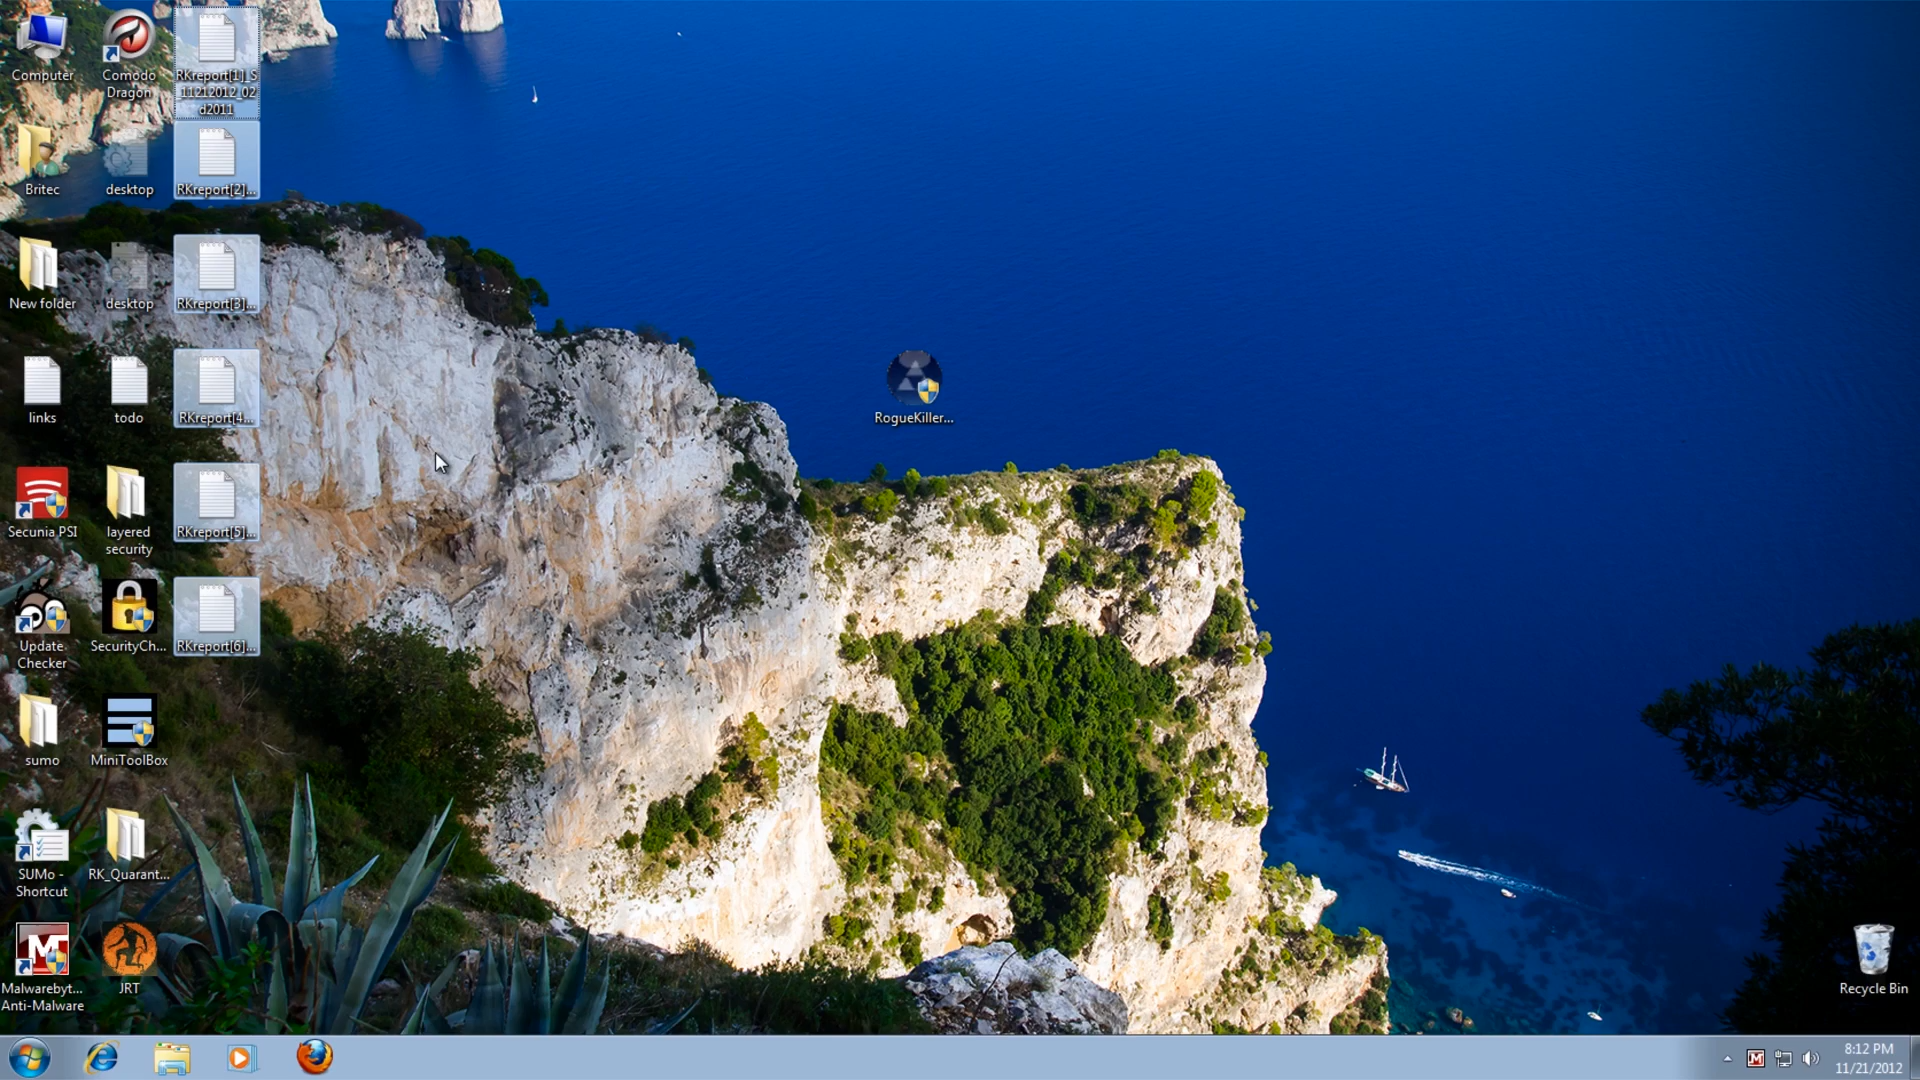 Computer
Comodo
Dragon
RKreport[1]_S
_11212012_02
d2011
Britec
desktop
RKreport[2]...
New folder
desktop
RKreport[3]...
links
todo
RKreport[4...
RogueKiller...
Secunia PSI
layered
security
RKreport[5]...
Update
Checker
SecurityCh...
RKreport[6]...
sumo
MiniToolBox
SUMo -
Shortcut
RK_Quarant...
Malwarebyt...
Anti-Malware
JRT
Recycle Bin
8:12 PM
11/21/2012